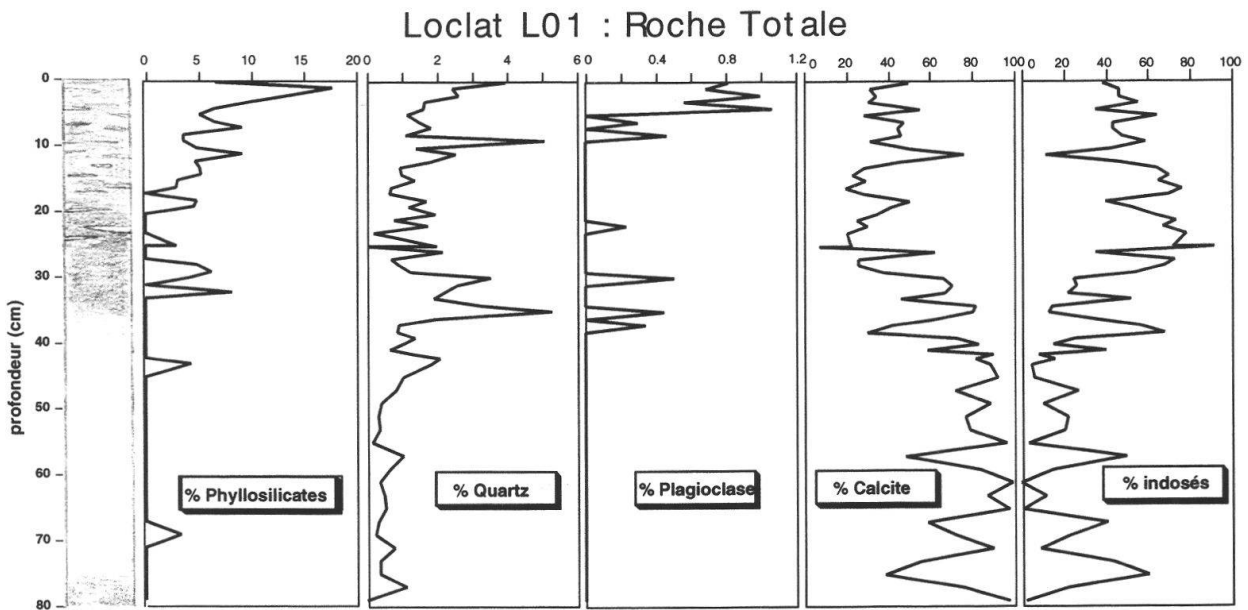 Loclat L01 : Roche Totale
0 5 10 15 20 0 2 4 6 0 0.4 0.8 1.2 0 20 40 60 80 100 0 20 40 60 80 100
profondeur (cm)
0
10
20
30
40
50
60
70
80
% Phyllosilicates
% Quartz
% Plagioclase
% Calcite
% indosés